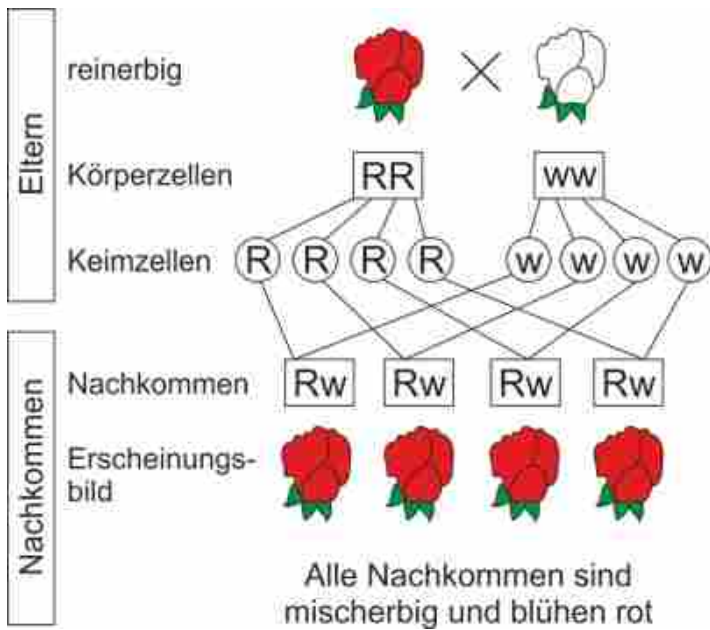 Eltern
reinerbig
Körperzellen
RR
ww
Keimzellen
R R R R w w w w
Nachkommen
Nachkommen
Rw Rw Rw Rw
Erscheinungs-
bild
Alle Nachkommen sind
mischerbig und blühen rot